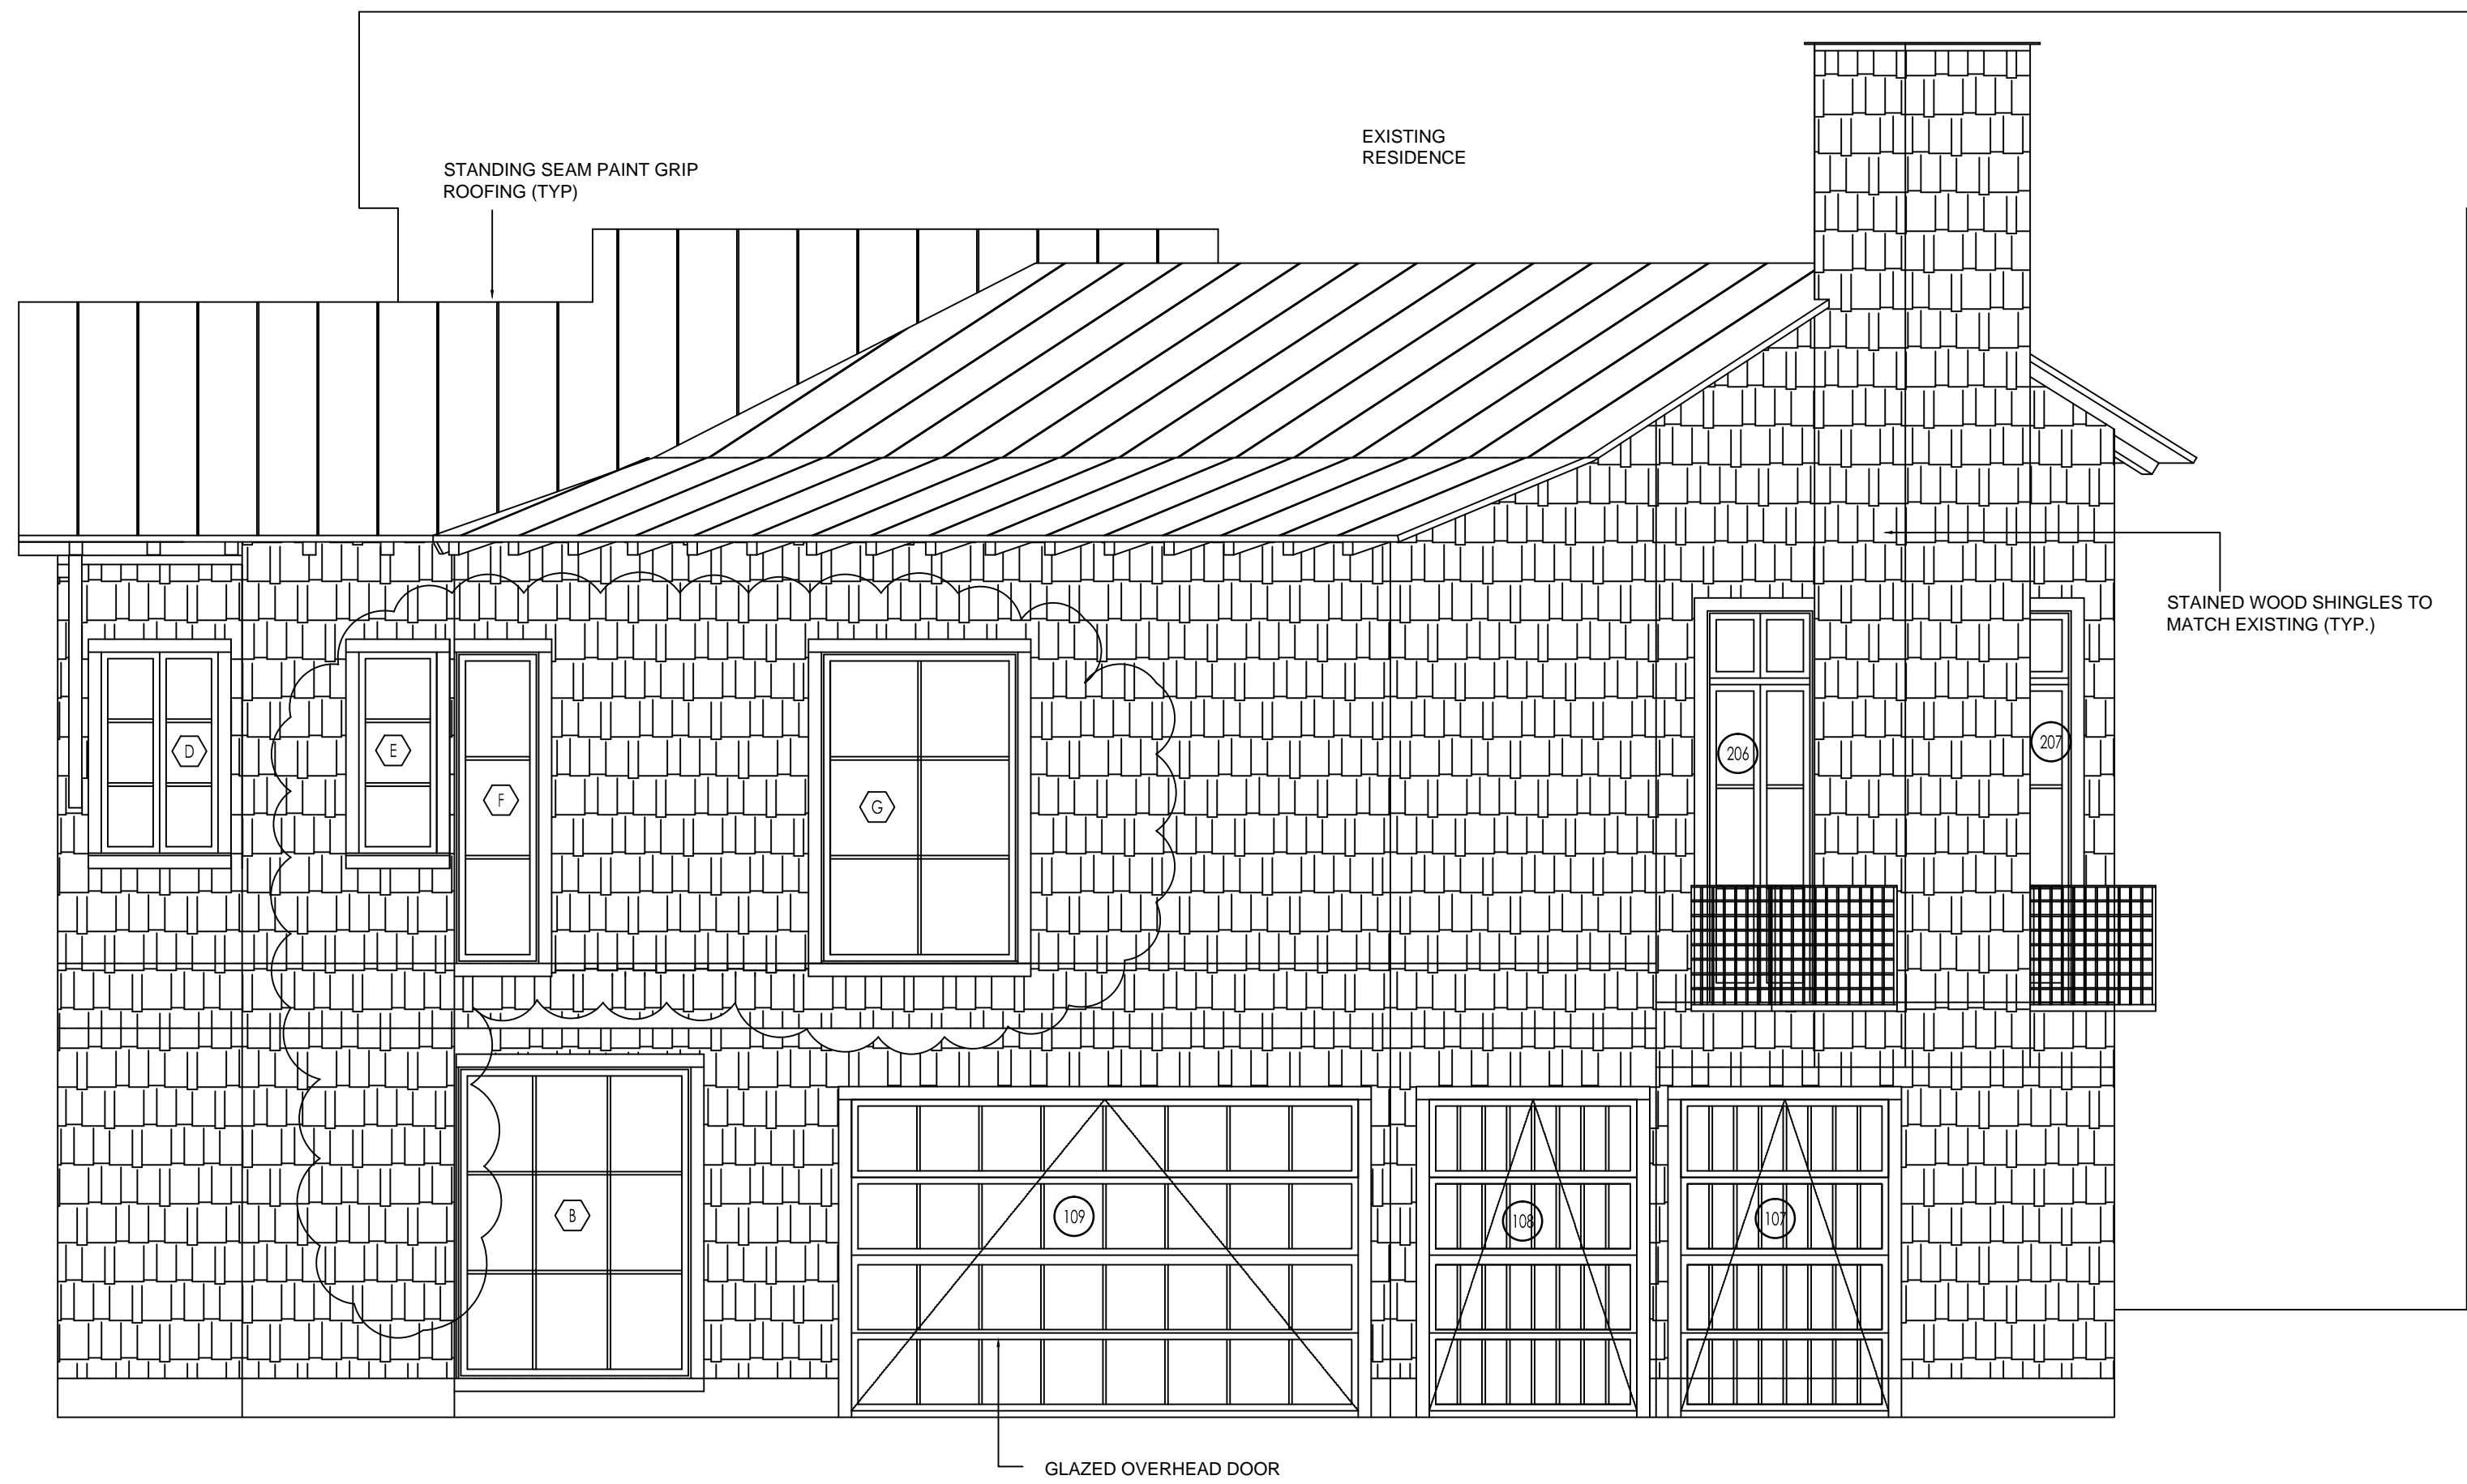 EXISTING
RESIDENCE
STANDING SEAM PAINT GRIP
ROOFING (TYP)
STAINED WOOD SHINGLES TO
MATCH EXISTING (TYP.)
D
E
F
G
206
207
B
109
108
107
GLAZED OVERHEAD DOOR